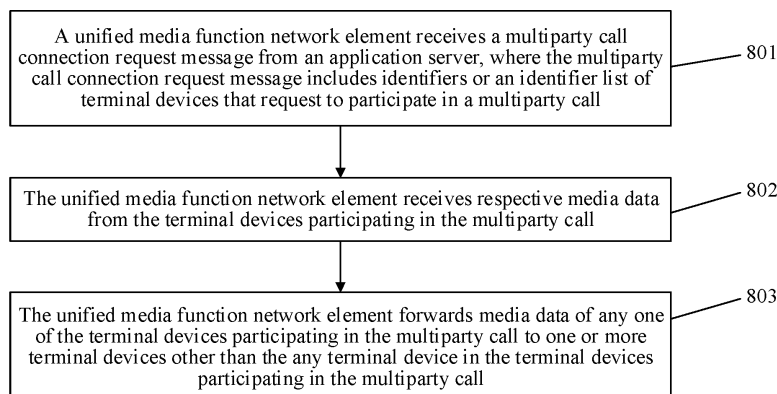 A unified media function network element receives a multiparty call
connection request message from an application server, where the multiparty
call connection request message includes identifiers or an identifier list of
terminal devices that request to participate in a multiparty call
801
The unified media function network element receives respective media data
from the terminal devices participating in the multiparty call
802
The unified media function network element forwards media data of any one
of the terminal devices participating in the multiparty call to one or more
terminal devices other than the any terminal device in the terminal devices
participating in the multiparty call
803